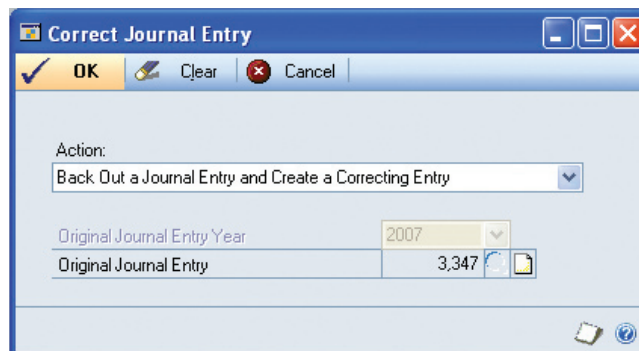 Correct Journal Entry
OK Clear Cancel
Action:
Back Out a Journal Entry and Create a Correcting Entry
Original Journal Entry Year 2007
Original Journal Entry 3,347